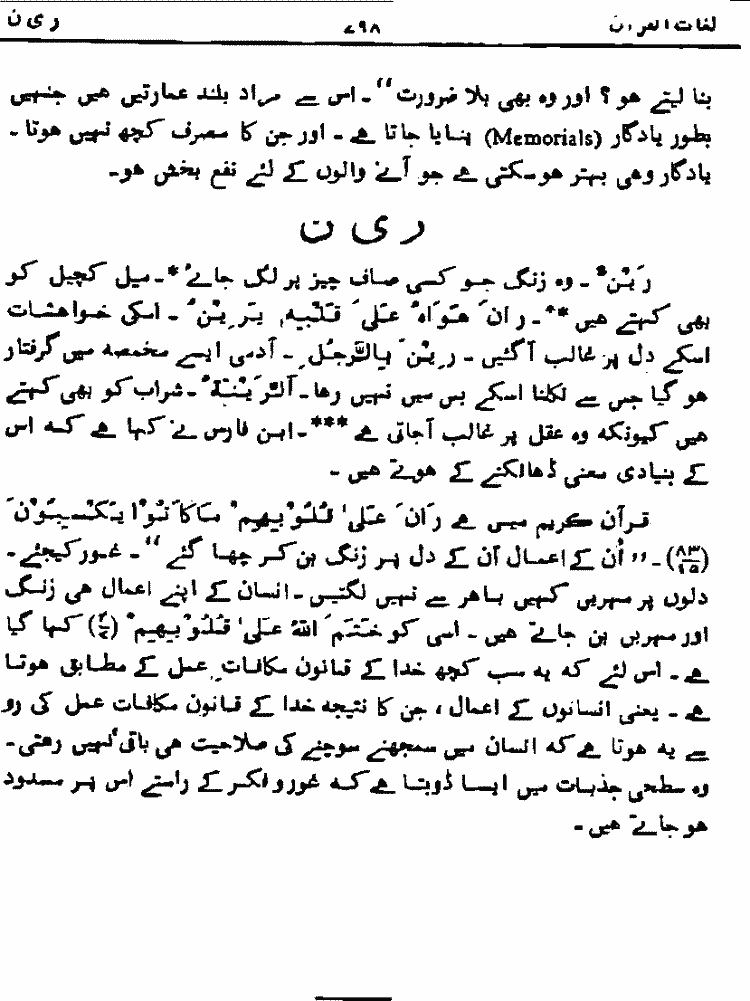 لغات القرآن ۷۹۸ ر ی ن
بنا لیتے ہو؟ اور وہ بھی بلا ضرورت‘‘۔ اس سے مراد بلند عمارتیں ہیں جنہیں
بطور یادگار (Memorials) بنایا جاتا ہے۔ اور جن کا مصرف کچھ نہیں ہوتا۔
یادگار وہی بہتر ہوسکتی ہے جو آنے والوں کے لئے نفع بخش ہو۔
ر ی ن
رَیْنٌ۔ وہ زنگ جو کسی صاف چیز پر لگ جائے*۔ میل کچیل کو
بھی کہتے ہیں**۔ رَانَ ہَوَاہُ عَلیٰ قَلْبِہٖ یَرِیْنُ۔ اسکی خواہشات
اسکے دل پر غالب آگئیں۔ رِیْنَ بِالرَّجُلِ۔ آدمی ایسے مخمصہ میں گرفتار
ہو گیا جس سے نکلنا اسکے بس میں نہیں رہا۔ اَلرَّیْنَۃُ۔ شراب کو بھی کہتے
ہیں کیونکہ وہ عقل پر غالب آجاتی ہے***۔ ابن فارس نے کہا ہے کہ اس
کے بنیادی معنی ڈھانکنے کے ہوتے ہیں۔
قرآن کریم میں ہے رَانَ عَلیٰ قُلُوْبِہِمْ مَاکَانُوْا یَکْسِبُوْنَ
(۸۳/۱۵)۔ ’’اُن کے اعمال اُن کے دل پر زنگ بن کر چھا گئے‘‘۔ غور کیجئے۔
دلوں پر مہریں کہیں باہر سے نہیں لگتیں۔ انسان کے اپنے اعمال ہی زنگ
اور مہریں بن جاتے ہیں۔ اسی کو خَتَمَ اللہُ عَلیٰ قُلُوْبِہِمْ (۲/۷) کہا گیا
ہے۔ اس لئے کہ یہ سب کچھ خدا کے قانون مکافاتِ عمل کے مطابق ہوتا
ہے۔ یعنی انسانوں کے اعمال، جن کا نتیجہ خدا کے قانون مکافات عمل کی رو
سے یہ ہوتا ہے کہ انسان میں سمجھنے سوچنے کی صلاحیت ہی باقی نہیں رہتی۔
وہ سطحی جذبات میں ایسا ڈوبتا ہے کہ غور و فکر کے راستے اس پر مسدود
ہو جاتے ہیں۔